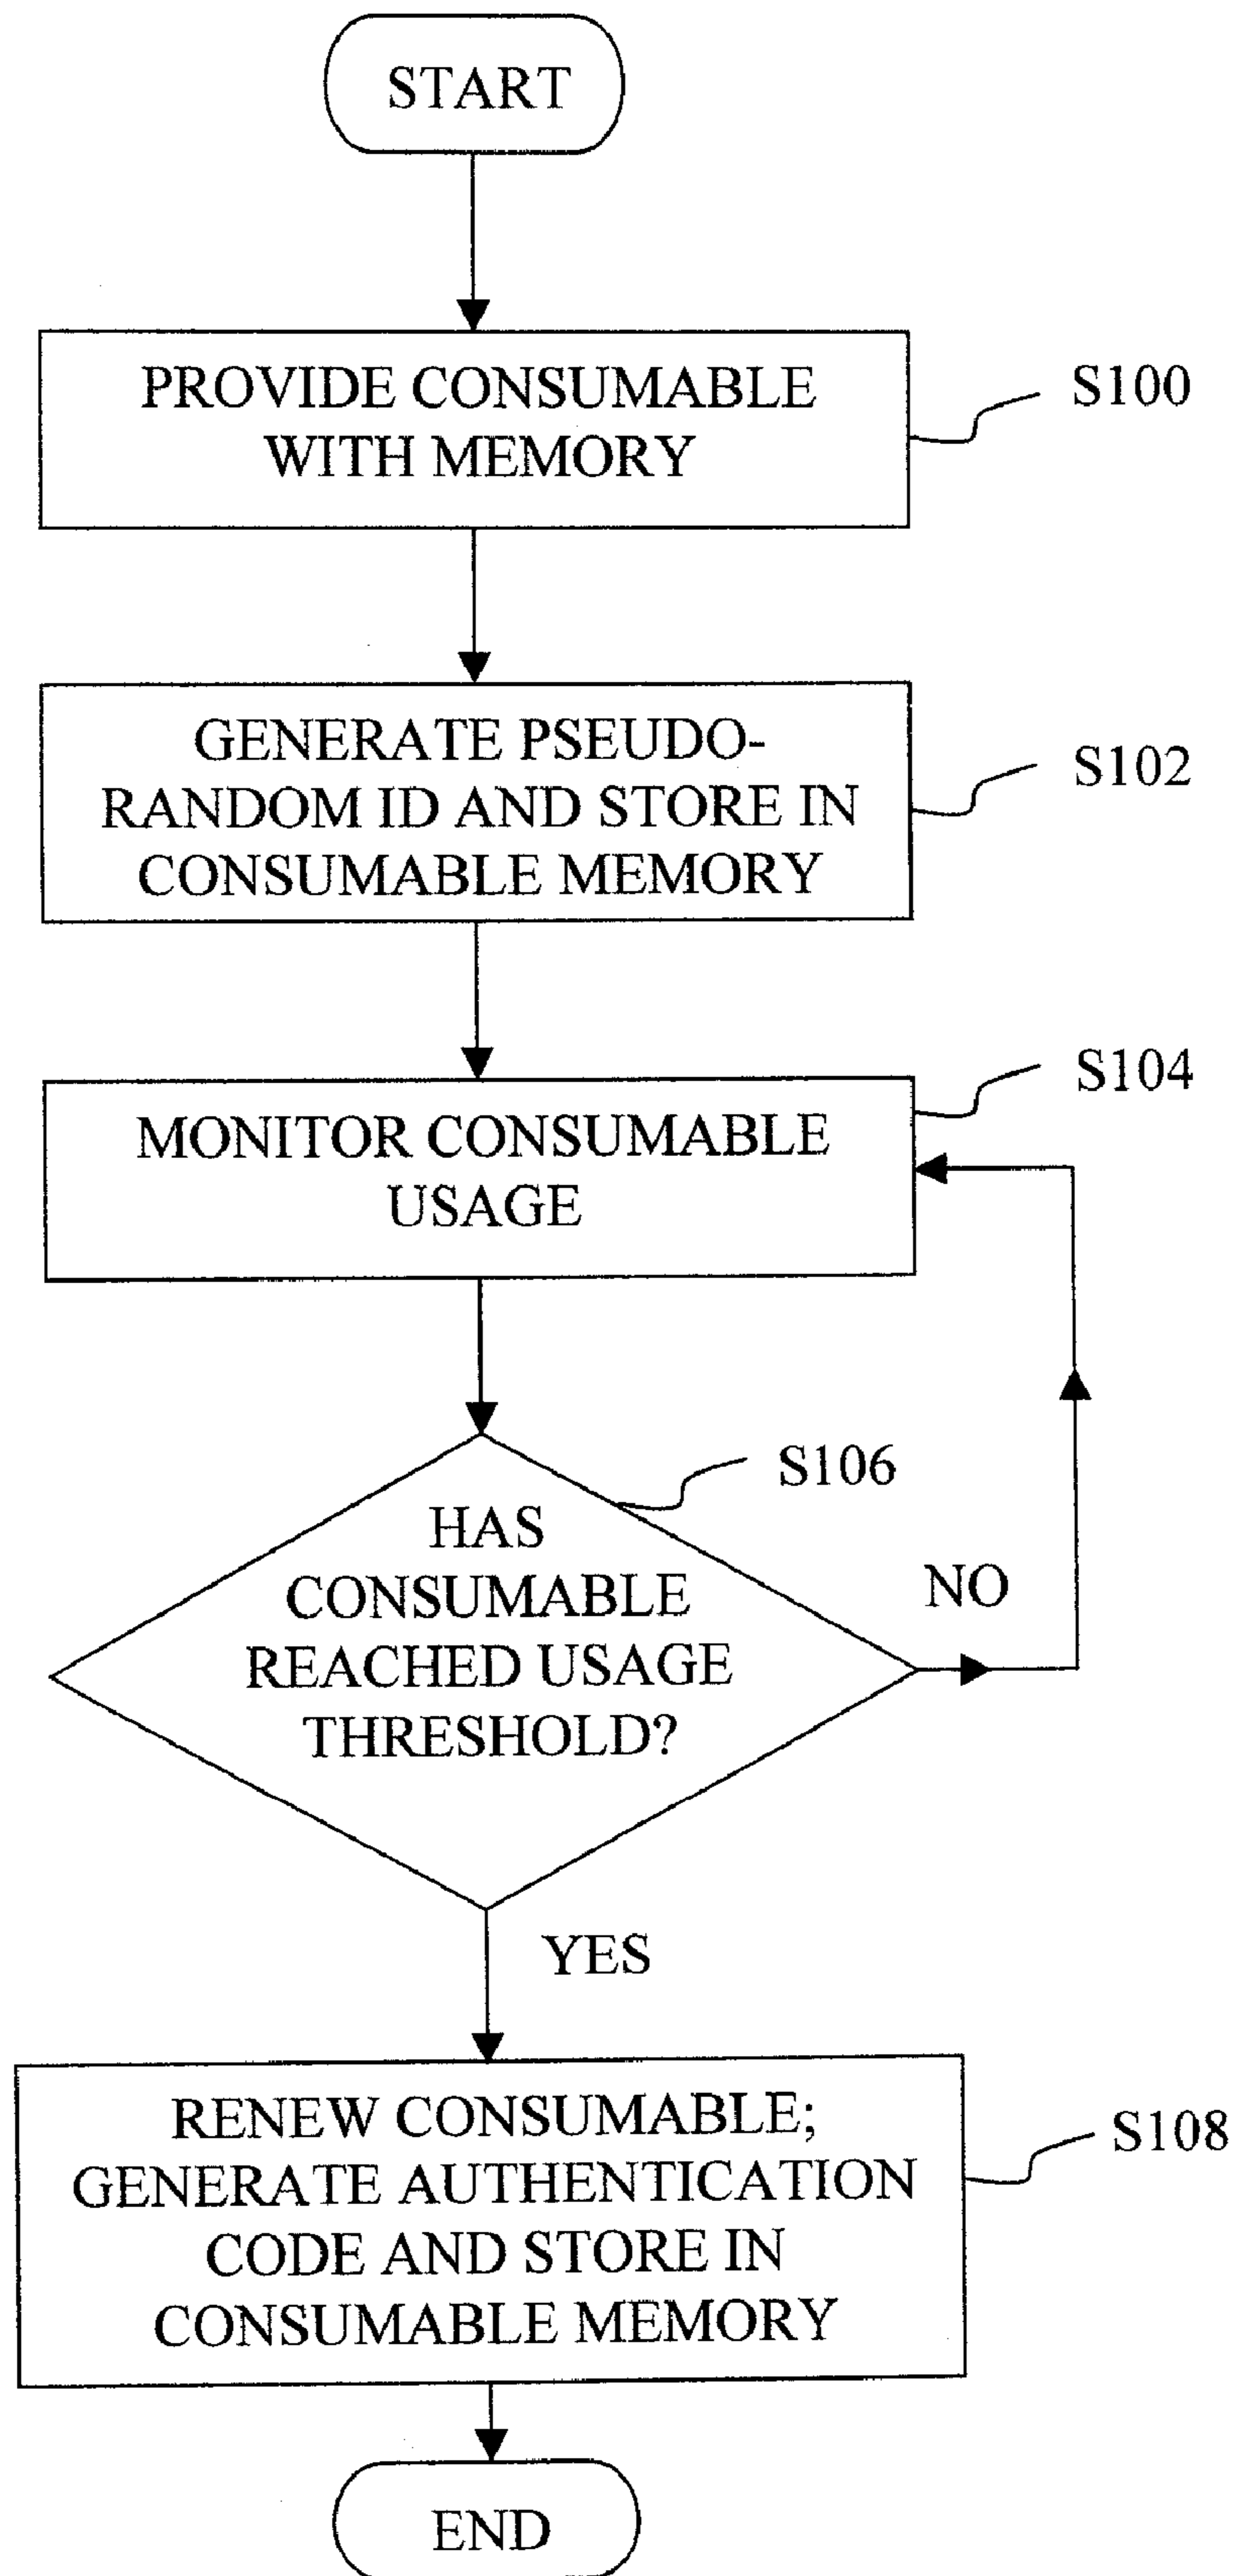 START
PROVIDE CONSUMABLE
WITH MEMORY
S100
GENERATE PSEUDO-
RANDOM ID AND STORE IN
CONSUMABLE MEMORY
S102
MONITOR CONSUMABLE
USAGE
S104
HAS
CONSUMABLE
REACHED USAGE
THRESHOLD?
S106
NO
YES
RENEW CONSUMABLE;
GENERATE AUTHENTICATION
CODE AND STORE IN
CONSUMABLE MEMORY
S108
END